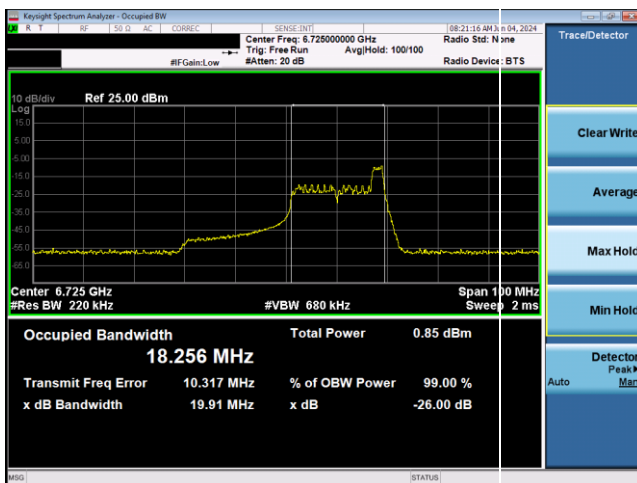 Keysight Spectrum Analyzer - Occupied BW
R T RF 50 Ω AC CORREC SENSE:INT 08:21:16 AM Jun 04, 2024
Center Freq: 6.725000000 GHz Radio Std: None
Trig: Free Run Avg|Hold: 100/100
#IFGain:Low #Atten: 20 dB Radio Device: BTS
Trace/Detector
10 dB/div Ref 25.00 dBm
Log
15.0
5.00
-5.00
-15.0
-25.0
-35.0
-45.0
-55.0
-65.0
Center 6.725 GHz Span 100 MHz
#Res BW 220 kHz #VBW 680 kHz Sweep 2 ms
Occupied Bandwidth Total Power 0.85 dBm
18.256 MHz
Transmit Freq Error 10.317 MHz % of OBW Power 99.00 %
x dB Bandwidth 19.91 MHz x dB -26.00 dB
Clear Write
Average
Max Hold
Min Hold
Detector
Peak
Auto Man
MSG STATUS